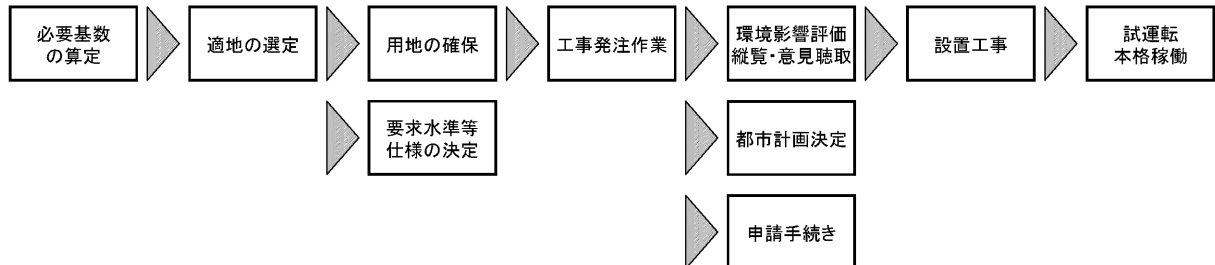 必要基数
の算定
適地の選定
用地の確保
工事発注作業
環境影響評価
縦覧・意見聴取
設置工事
試運転
本格稼働
要求水準等
仕様の決定
都市計画決定
申請手続き